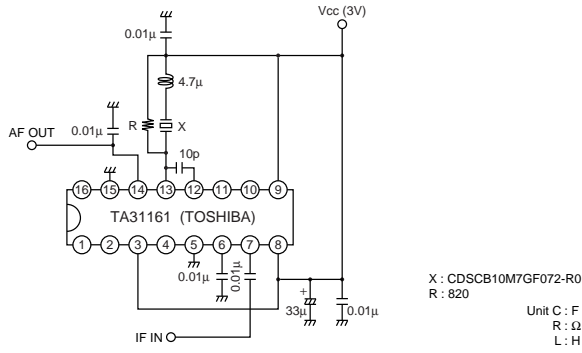 Vcc (3V)
0.01μ
4.7μ
R
X
0.01μ
AF OUT
10p
16 15 14 13 12 11 10 9
TA31161 (TOSHIBA)
1 2 3 4 5 6 7 8
0.01μ
0.01μ
+
33μ
0.01μ
IF IN
X : CDSCB10M7GF072-R0
R : 820
Unit C : F
R : Ω
L : H